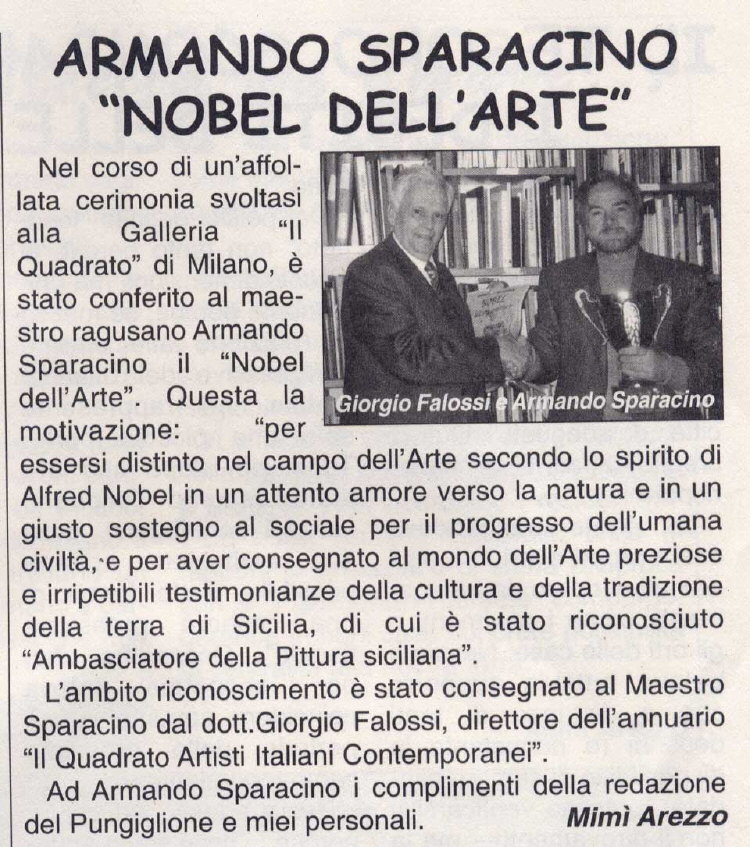 ARMANDO SPARACINO
"NOBEL DELL'ARTE"
Nel corso di un'affol-
lata cerimonia svoltasi
alla Galleria "Il
Quadrato" di Milano, è
stato conferito al mae-
stro ragusano Armando
Sparacino il "Nobel
dell'Arte". Questa la
motivazione: "per
Giorgio Falossi e Armando Sparacino
essersi distinto nel campo dell'Arte secondo lo spirito di
Alfred Nobel in un attento amore verso la natura e in un
giusto sostegno al sociale per il progresso dell'umana
civiltà, e per aver consegnato al mondo dell'Arte preziose
e irripetibili testimonianze della cultura e della tradizione
della terra di Sicilia, di cui è stato riconosciuto
"Ambasciatore della Pittura siciliana".
L'ambito riconoscimento è stato consegnato al Maestro
Sparacino dal dott.Giorgio Falossi, direttore dell'annuario
"Il Quadrato Artisti Italiani Contemporanei".
Ad Armando Sparacino i complimenti della redazione
del Pungiglione e miei personali. Mimì Arezzo